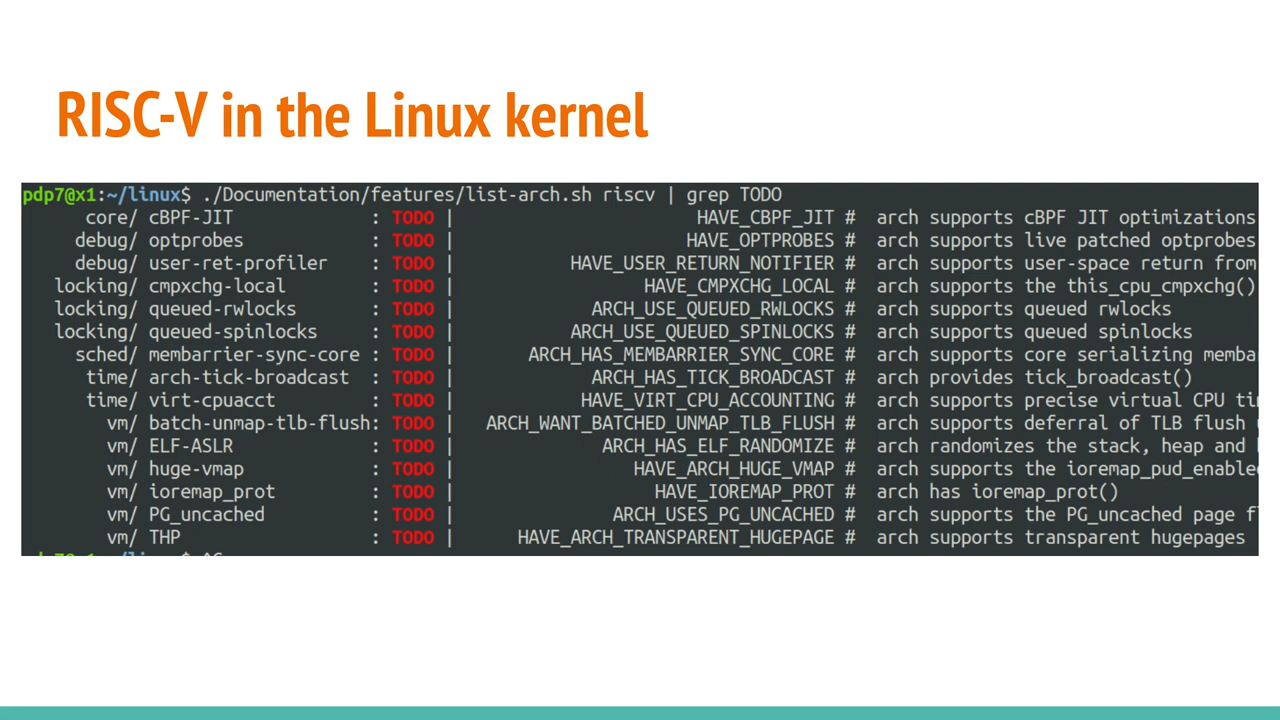 RISC-V in the Linux kernel
pdp7@x1:~/linux$ ./Documentation/features/list-arch.sh riscv | grep TODO
core/ cBPF-JIT : TODO | HAVE_CBPF_JIT # arch supports cBPF JIT optimizations
debug/ optprobes : TODO | HAVE_OPTPROBES # arch supports live patched optprobes
debug/ user-ret-profiler : TODO | HAVE_USER_RETURN_NOTIFIER # arch supports user-space return from
locking/ cmpxchg-local : TODO | HAVE_CMPXCHG_LOCAL # arch supports the this_cpu_cmpxchg()
locking/ queued-rwlocks : TODO | ARCH_USE_QUEUED_RWLOCKS # arch supports queued rwlocks
locking/ queued-spinlocks : TODO | ARCH_USE_QUEUED_SPINLOCKS # arch supports queued spinlocks
sched/ membarrier-sync-core : TODO | ARCH_HAS_MEMBARRIER_SYNC_CORE # arch supports core serializing memba
time/ arch-tick-broadcast : TODO | ARCH_HAS_TICK_BROADCAST # arch provides tick_broadcast()
time/ virt-cpuacct : TODO | HAVE_VIRT_CPU_ACCOUNTING # arch supports precise virtual CPU ti
vm/ batch-unmap-tlb-flush: TODO | ARCH_WANT_BATCHED_UNMAP_TLB_FLUSH # arch supports deferral of TLB flush
vm/ ELF-ASLR : TODO | ARCH_HAS_ELF_RANDOMIZE # arch randomizes the stack, heap and
vm/ huge-vmap : TODO | HAVE_ARCH_HUGE_VMAP # arch supports the ioremap_pud_enable
vm/ ioremap_prot : TODO | HAVE_IOREMAP_PROT # arch has ioremap_prot()
vm/ PG_uncached : TODO | ARCH_USES_PG_UNCACHED # arch supports the PG_uncached page f
vm/ THP : TODO | HAVE_ARCH_TRANSPARENT_HUGEPAGE # arch supports transparent hugepages